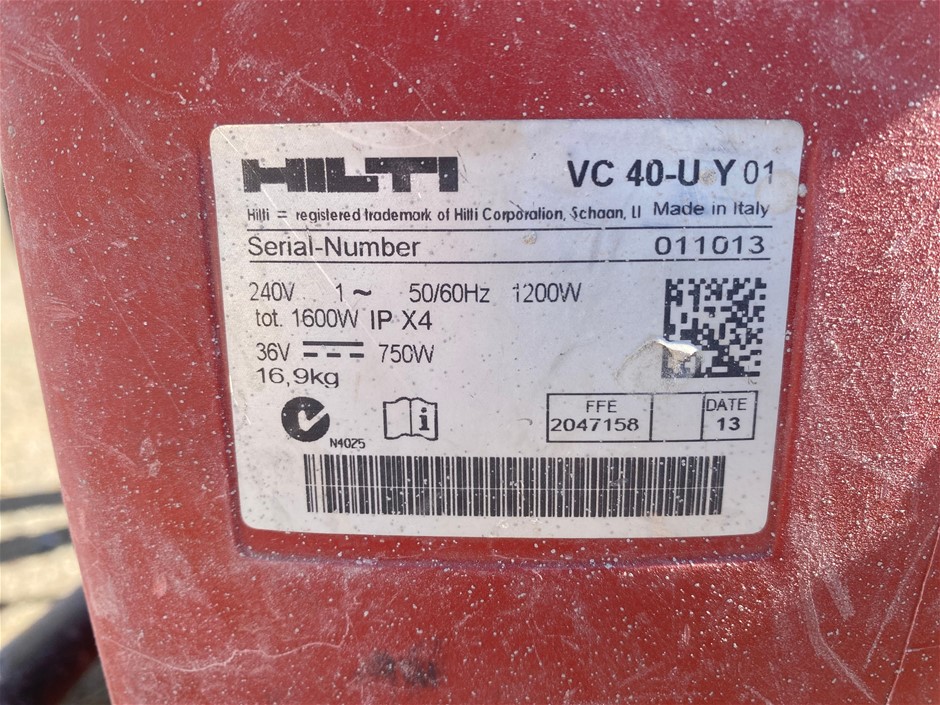 HILTI VC 40-U Y 01
Hilti = registered trademark of Hilti Corporation, Schaan, LI Made in Italy
Serial-Number 011013
240V 1~ 50/60Hz 1200W
tot. 1600W IP X4
36V 750W
16,9kg
N4025
i
FFE
2047158
DATE
13